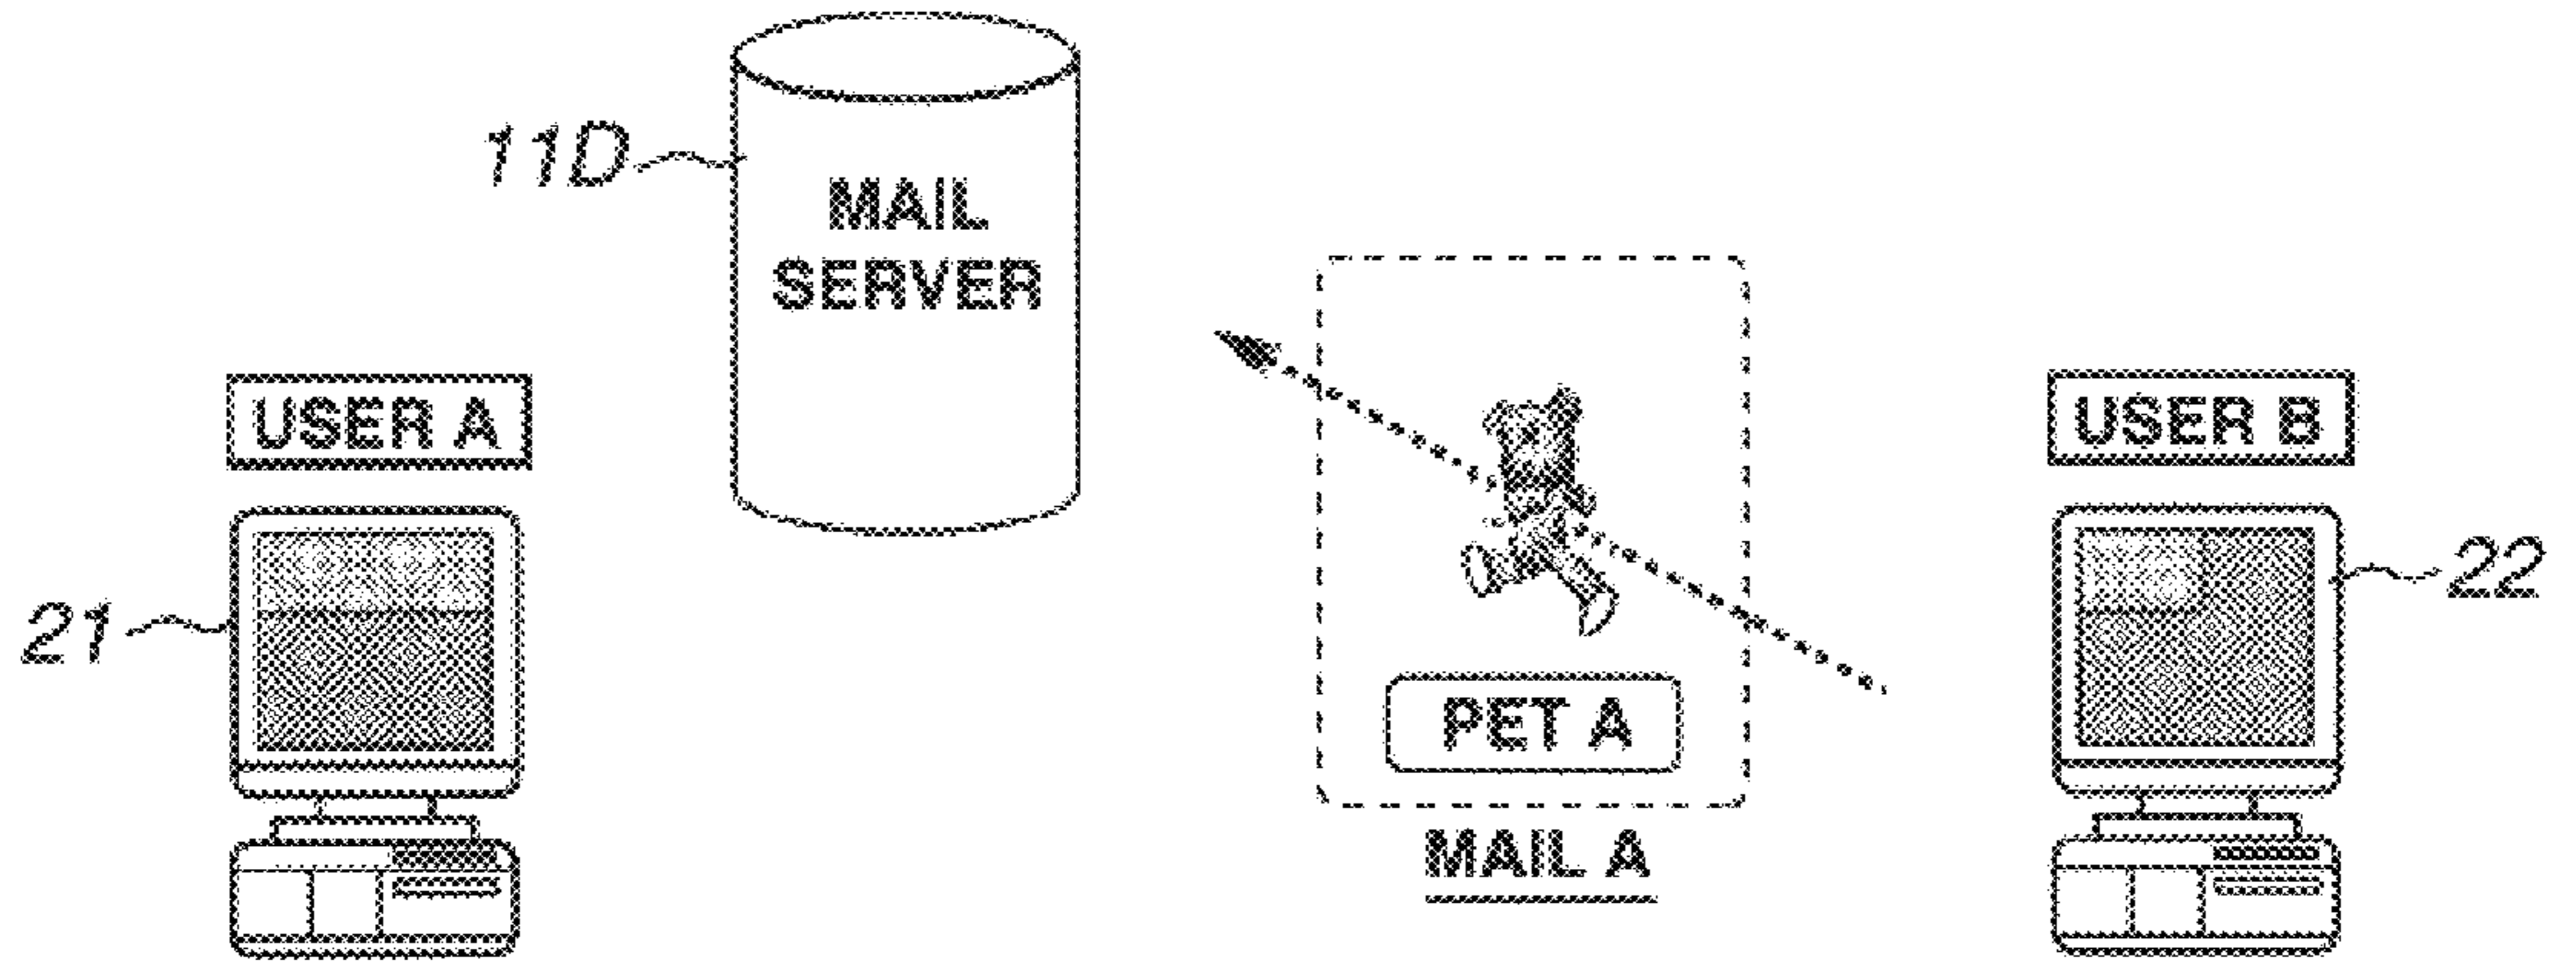 11D
MAIL
SERVER
USER A
USER B
21
22
PET A
MAIL A